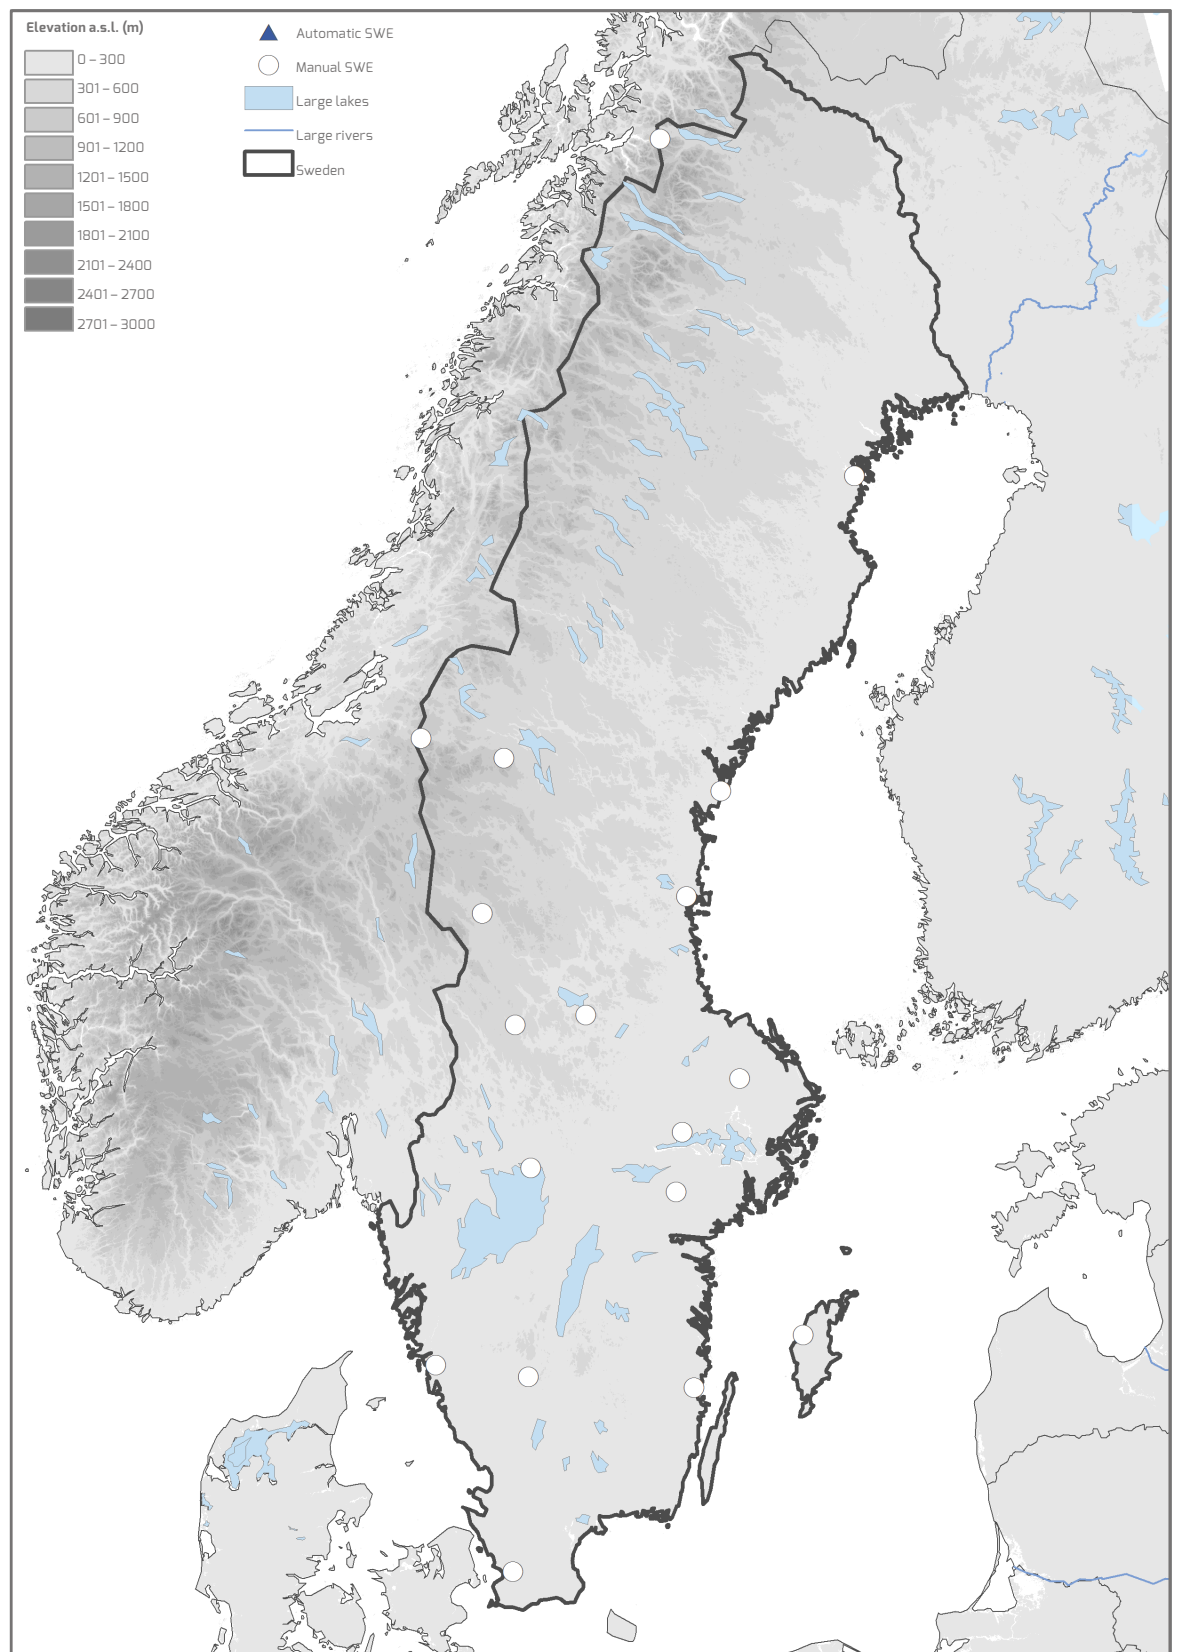 Elevation a.s.l. (m)
0 – 300
301 – 600
601 – 900
901 – 1200
1201 – 1500
1501 – 1800
1801 – 2100
2101 – 2400
2401 – 2700
2701 – 3000
Automatic SWE
Manual SWE
Large lakes
Large rivers
Sweden